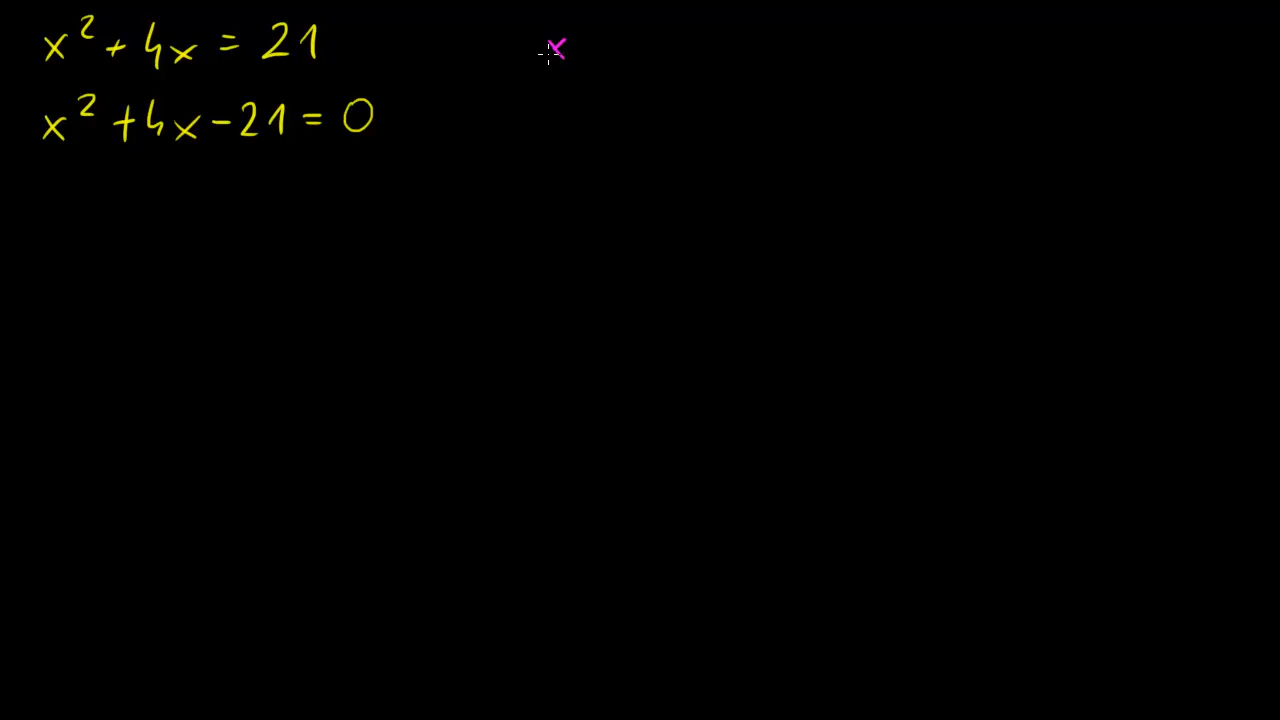 x² + 4x = 21
x
x² + 4x - 21 = 0